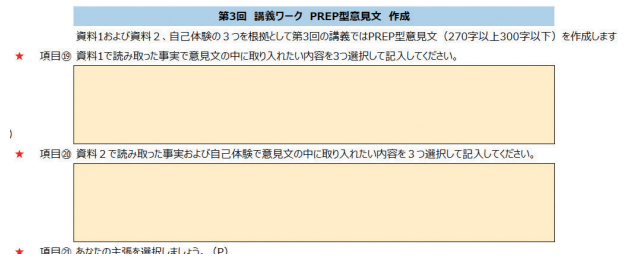 第3回 講義ワーク PREP型意見文 作成
資料1および資料2、自己体験の3つを根拠として第3回の講義ではPREP型意見文（270字以上300字以下）を作成します
★ 項目⑲ 資料1で読み取った事実で意見文の中に取り入れたい内容を3つ選択して記入してください。
)
★ 項目⑳ 資料2で読み取った事実および自己体験で意見文の中に取り入れたい内容を3つ選択して記入してください。
★ 項目㉑ あなたの主張を選択しましょう。（P）